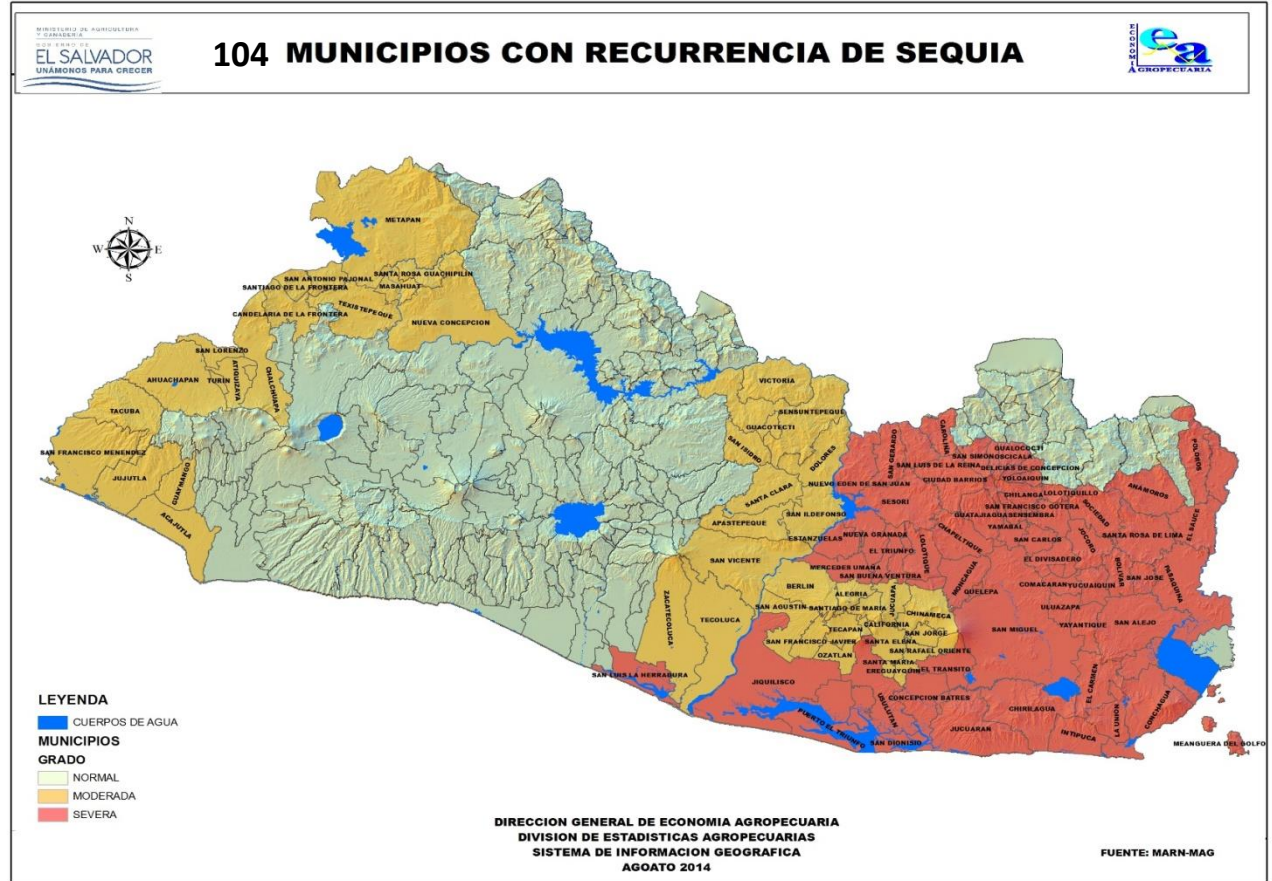 MINISTERIO DE AGRICULTURA
Y GANADERIA
GOBIERNO DE
EL SALVADOR
UNÁMONOS PARA CRECER
104 MUNICIPIOS CON RECURRENCIA DE SEQUIA
ECONOMIA
ea
AGROPECUARIA
N
W
E
S
METAPAN
SANTA ROSA GUACHIPILIN
SAN ANTONIO PAJONAL
MASAHUAT
SANTIAGO DE LA FRONTERA
TEXISTEPEQUE
CANDELARIA DE LA FRONTERA
NUEVA CONCEPCION
SAN LORENZO
AHUACHAPAN
TURIN
ATIQUIZAYA
CHALCHUAPA
TACUBA
SAN FRANCISCO MENENDEZ
JUJUTLA
GUAYMANGO
ACAJUTLA
VICTORIA
SENSUNTEPEQUE
GUACOTECTI
SAN ISIDRO
DOLORES
SANTA CLARA
SAN ILDEFONSO
APASTEPEQUE
ESTANZUELAS
SAN VICENTE
ZACATECOLUCA
TECOLUCA
SAN LUIS LA HERRADURA
NUEVO EDEN DE SAN JUAN
SAN GERARDO
CAROLINA
SAN LUIS DE LA REINA
CIUDAD BARRIOS
SESORI
GUALOCOCTI
SAN SIMONOSCICALA
DELICIAS DE CONCEPCION
YOLOAIQUIN
CHILANGA
LOLOTIQUILLO
SAN FRANCISCO GOTERA
GUATAJIAGUASENSEMBRA
YAMABAL
SOCIEDAD
ANAMOROS
POLOROS
EL SAUCE
SANTA ROSA DE LIMA
JOCORO
SAN CARLOS
NUEVA GRANADA
EL TRIUNFO
LOLOTIQUE
CHAPELTIQUE
MONCAGUA
EL DIVISADERO
MERCEDES UMAÑA
SAN BUENA VENTURA
QUELEPA
COMACARAN
YUCUAIQUIN
BOLIVAR
SAN JOSE
PASAQUINA
BERLIN
ALEGRIA
JUCUAPA
CHINAMECA
SAN AGUSTIN
SANTIAGO DE MARIA
CALIFORNIA
TECAPAN
SAN JORGE
SAN FRANCISCO JAVIER
SANTA ELENA
OZATLAN
SAN RAFAEL ORIENTE
SANTA MARIA
EL TRANSITO
EREGUAYQUIN
ULUAZAPA
SAN MIGUEL
YAYANTIQUE
SAN ALEJO
JIQUILISCO
USULUTAN
CONCEPCION BATRES
PUERTO EL TRIUNFO
SAN DIONISIO
JUCUARAN
CHIRILAGUA
EL CARMEN
INTIPUCA
LA UNION
CONCHAGUA
MEANGUERA DEL GOLFO
LEYENDA
CUERPOS DE AGUA
MUNICIPIOS
GRADO
NORMAL
MODERADA
SEVERA
DIRECCION GENERAL DE ECONOMIA AGROPECUARIA
DIVISION DE ESTADISTICAS AGROPECUARIAS
SISTEMA DE INFORMACION GEOGRAFICA
AGOATO 2014
FUENTE: MARN-MAG